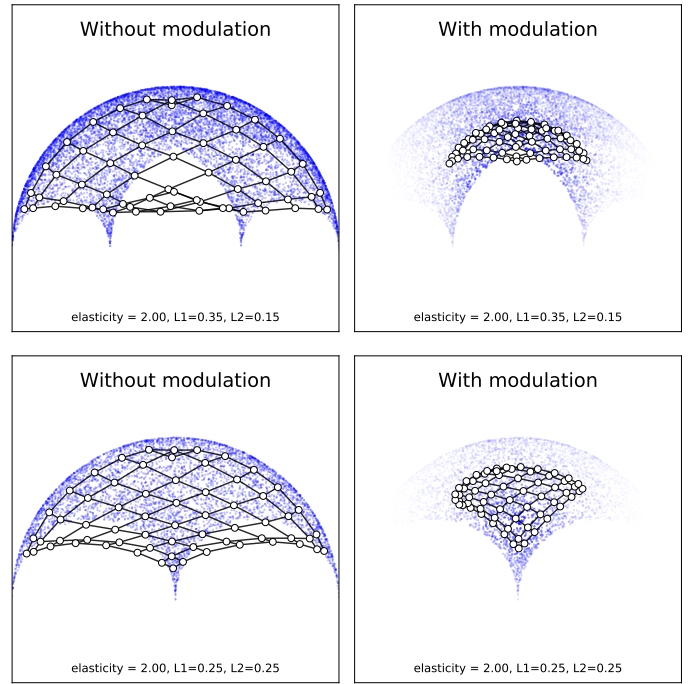 Without modulation
With modulation
elasticity = 2.00, L1=0.35, L2=0.15
elasticity = 2.00, L1=0.35, L2=0.15
Without modulation
With modulation
elasticity = 2.00, L1=0.25, L2=0.25
elasticity = 2.00, L1=0.25, L2=0.25